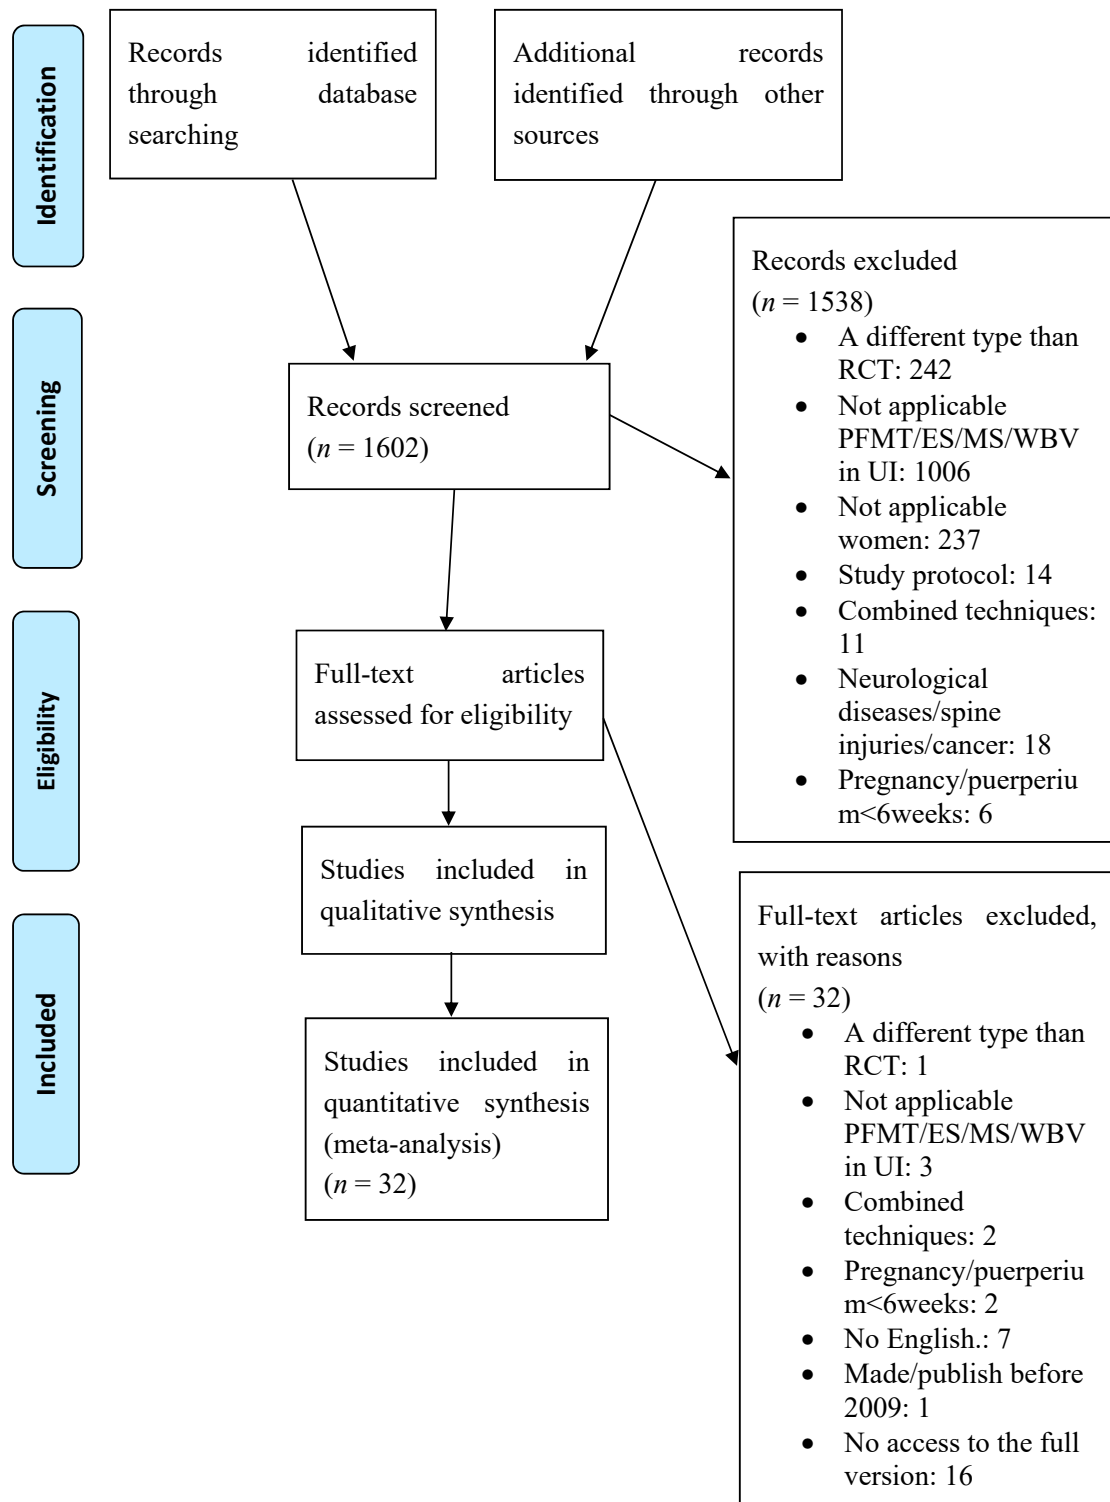 Identification
Records identified
through database
searching
Additional records
identified through other
sources
Screening
Records screened
(n = 1602)
Records excluded
(n = 1538)
• A different type than
RCT: 242
• Not applicable
PFMT/ES/MS/WBV
in UI: 1006
• Not applicable
women: 237
• Study protocol: 14
• Combined techniques:
11
• Neurological
diseases/spine
injuries/cancer: 18
• Pregnancy/puerperiu
m<6weeks: 6
Eligibility
Full-text articles
assessed for eligibility
Studies included in
qualitative synthesis
Included
Studies included in
quantitative synthesis
(meta-analysis)
(n = 32)
Full-text articles excluded,
with reasons
(n = 32)
• A different type than
RCT: 1
• Not applicable
PFMT/ES/MS/WBV
in UI: 3
• Combined
techniques: 2
• Pregnancy/puerperiu
m<6weeks: 2
• No English.: 7
• Made/publish before
2009: 1
• No access to the full
version: 16